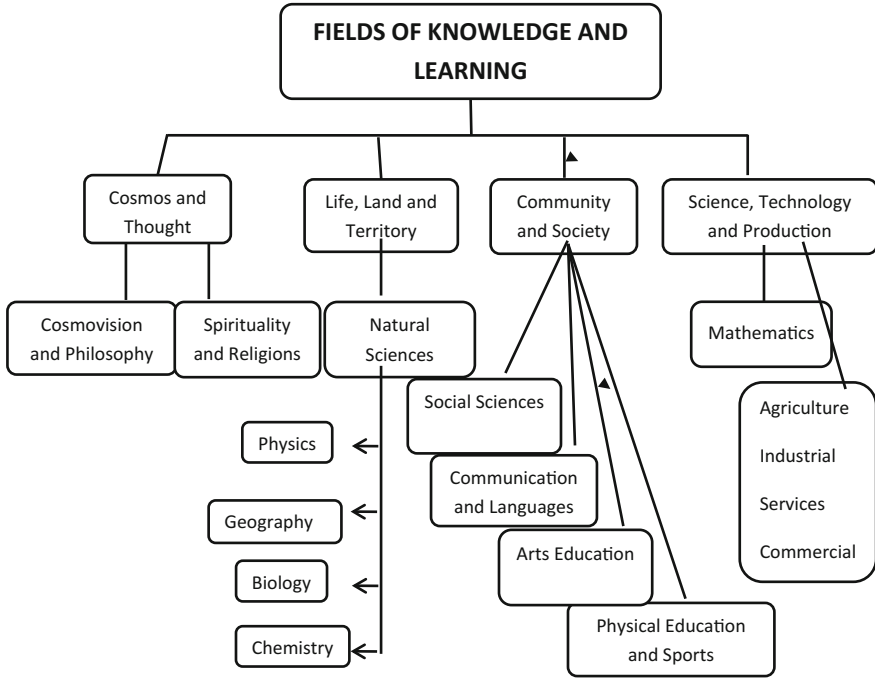 FIELDS OF KNOWLEDGE AND
LEARNING
Cosmos and
Thought
Life, Land and
Territory
Community
and Society
Science, Technology
and Production
Cosmovision
and Philosophy
Spirituality
and Religions
Natural
Sciences
Mathematics
Social Sciences
Agriculture
Industrial
Services
Commercial
Physics
Communication
and Languages
Geography
Arts Education
Biology
Physical Education
and Sports
Chemistry